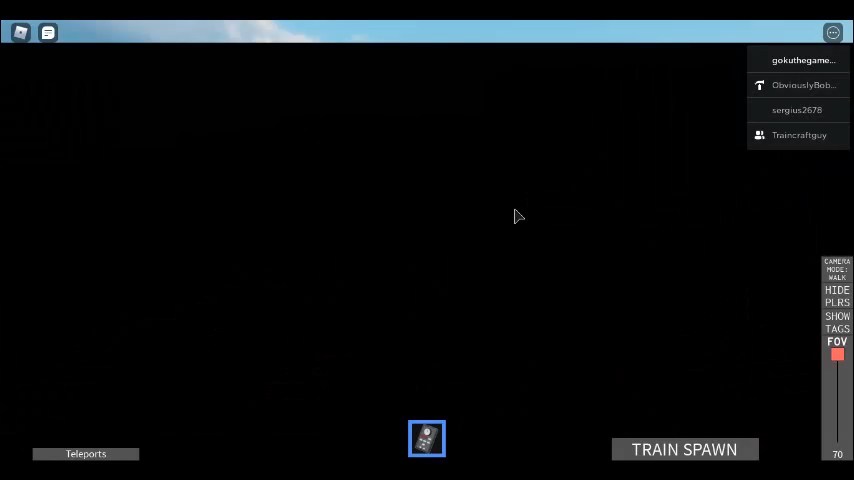 gokuthegame...
ObviouslyBob...
sergius2678
Traincraftguy
CAMERA
MODE:
WALK
HIDE
PLRS
SHOW
TAGS
FOV
70
Teleports
TRAIN SPAWN